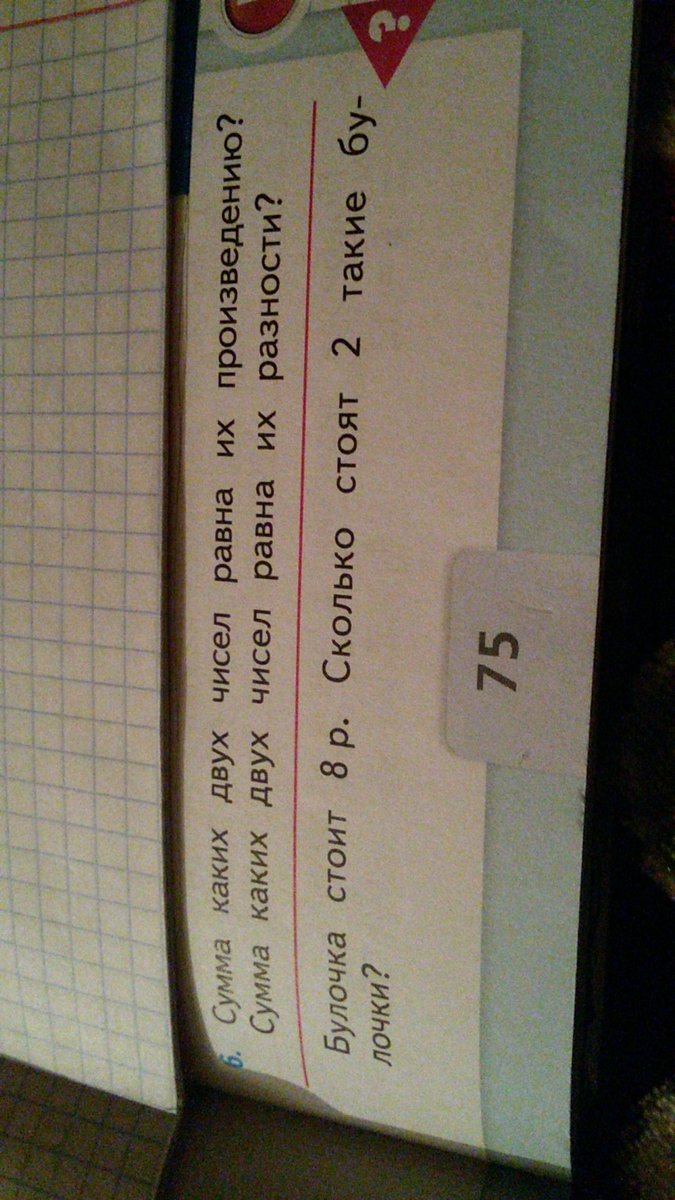 6. Сумма каких двух чисел равна их произведению?
Сумма каких двух чисел равна их разности?
?
Булочка стоит 8 р. Сколько стоят 2 такие бу-
лочки?
75